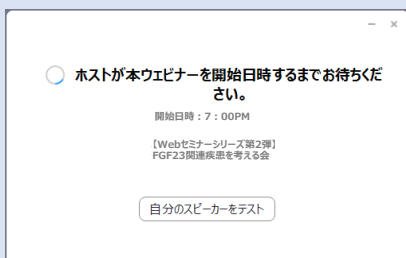 ホストが本ウェビナーを開始日時するまでお待ちくだ
さい。
開始日時：7：00PM
【Webセミナーシリーズ第2弾】
FGF23関連疾患を考える会
自分のスピーカーをテスト